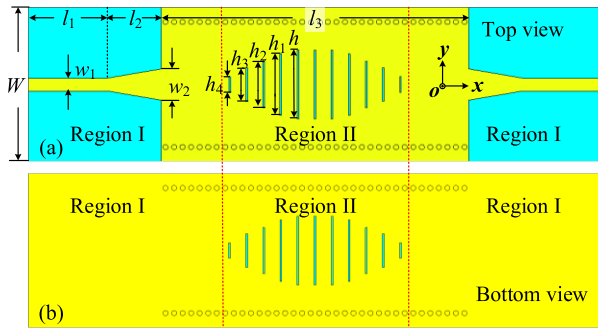 l₁ l₂ l₃ Top view
W w₁ w₂ h₄ h₃ h₂ h₁ h y o x
(a) Region I Region II Region I
Region I Region II Region I
(b) Bottom view